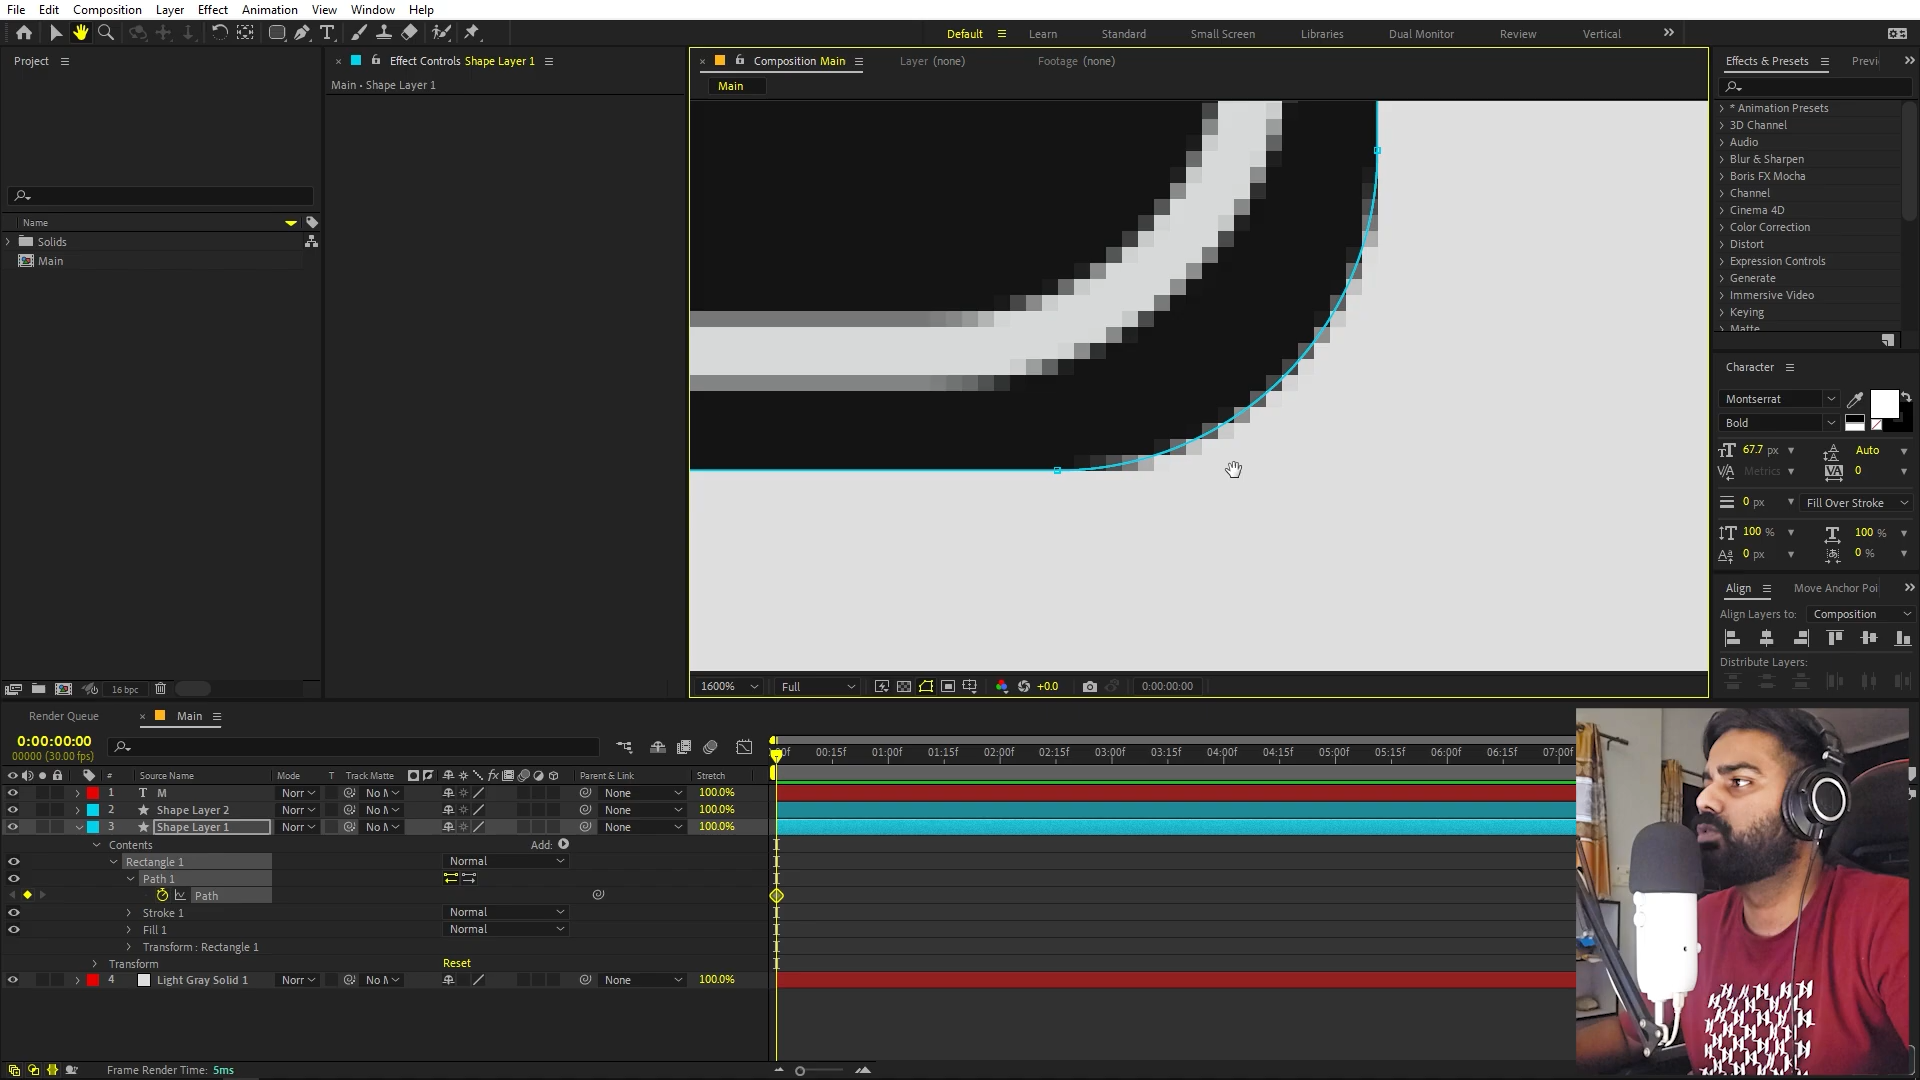 File Edit Composition Layer Effect Animation View Window Help
Default Learn Standard Small Screen Libraries Dual Monitor Review Vertical
Project
Effect Controls Shape Layer 1
Composition Main
Layer (none)
Footage (none)
Effects & Presets
Main • Shape Layer 1
Main
Name
Solids
Main
* Animation Presets
3D Channel
Audio
Blur & Sharpen
Boris FX Mocha
Channel
Cinema 4D
Color Correction
Distort
Expression Controls
Generate
Immersive Video
Keying
Matte
Character
Montserrat
Bold
67.7 px Auto
Metrics 0
0 px Fill Over Stroke
100 % 100 %
0 px 0 %
Align Move Anchor Poi
Align Layers to: Composition
Distribute Layers:
16 bpc
1600% Full +0.0 0:00:00:00
Render Queue Main
0:00:00:00
00000 (30.00 fps)
00:15f 01:00f 01:15f 02:00f 02:15f 03:00f 03:15f 04:00f 04:15f 05:00f 05:15f 06:00f 06:15f 07:00f
# Source Name Mode T Track Matte Parent & Link Stretch
1 T M None 100.0%
2 Shape Layer 2 None 100.0%
3 Shape Layer 1 None 100.0%
Contents Add:
Rectangle 1 Normal
Path 1
Path
Stroke 1 Normal
Fill 1 Normal
Transform : Rectangle 1
Transform Reset
4 Light Gray Solid 1 None 100.0%
Frame Render Time: 5ms